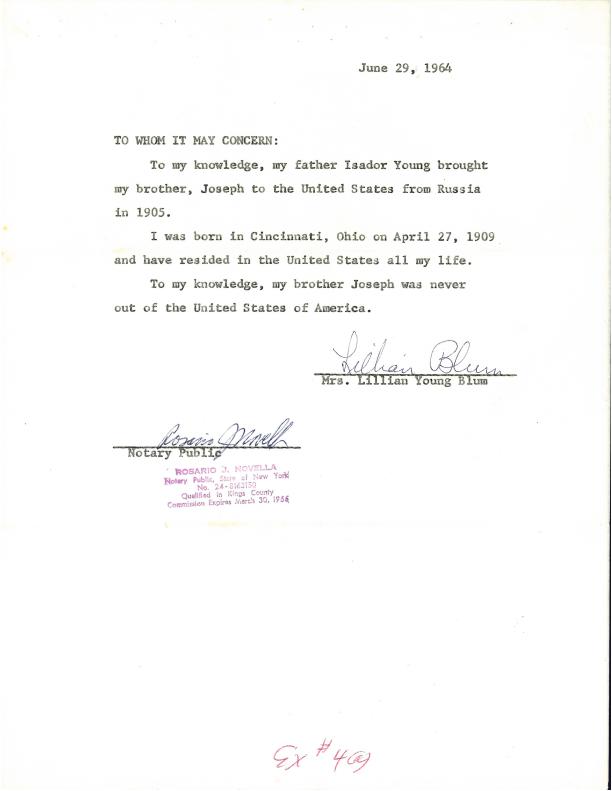 June 29, 1964
TO WHOM IT MAY CONCERN:
To my knowledge, my father Isador Young brought
my brother, Joseph to the United States from Russia
in 1905.
I was born in Cincinnati, Ohio on April 27, 1909
and have resided in the United States all my life.
To my knowledge, my brother Joseph was never
out of the United States of America.
Lillian Blum
Mrs. Lillian Young Blum
Rosario J. Novella
Notary Public
ROSARIO J. NOVELLA
Notary Public, State of New York
No. 24-8163150
Qualified in Kings County
Commission Expires March 30, 1966
Ex #4(a)